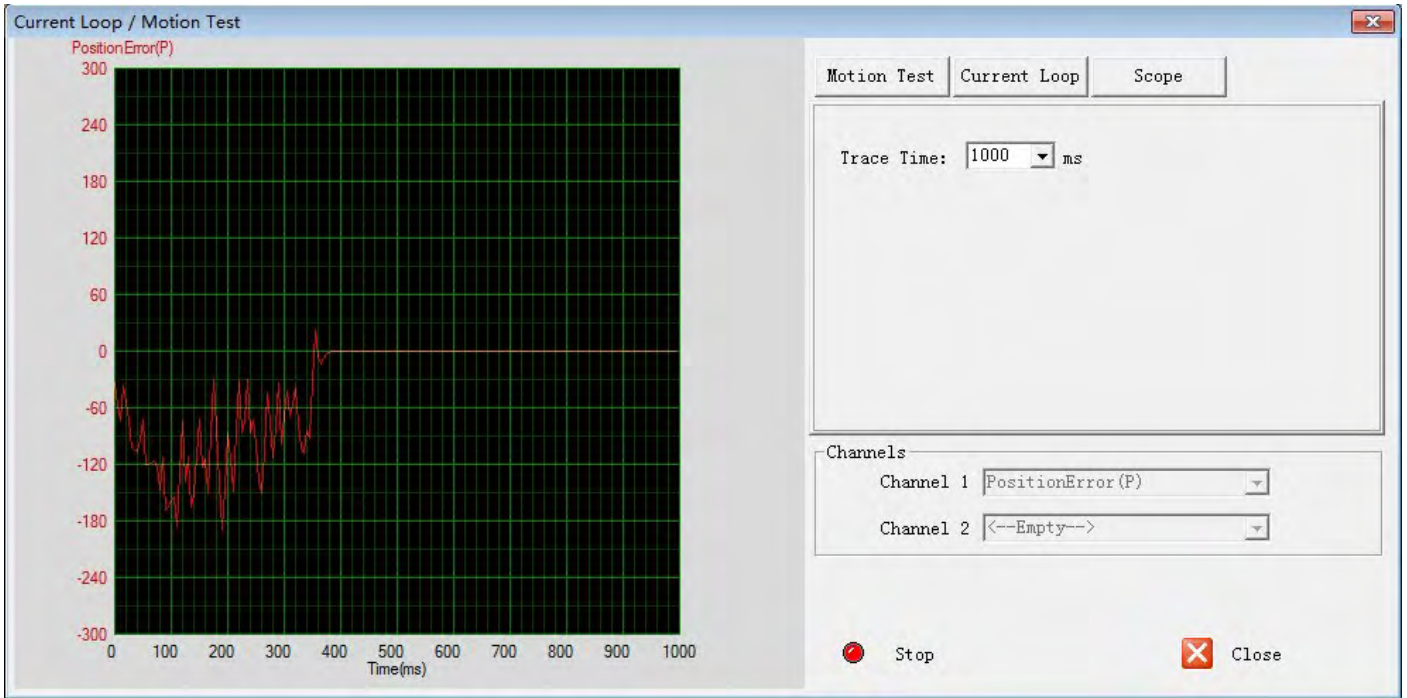 Current Loop / Motion Test
PositionError(P)
300
240
180
120
60
0
-60
-120
-180
-240
-300
0 100 200 300 400 500 600 700 800 900 1000
Time(ms)
Motion Test Current Loop Scope
Trace Time: 1000 ms
Channels
Channel 1 PositionError(P)
Channel 2 <--Empty-->
Stop Close